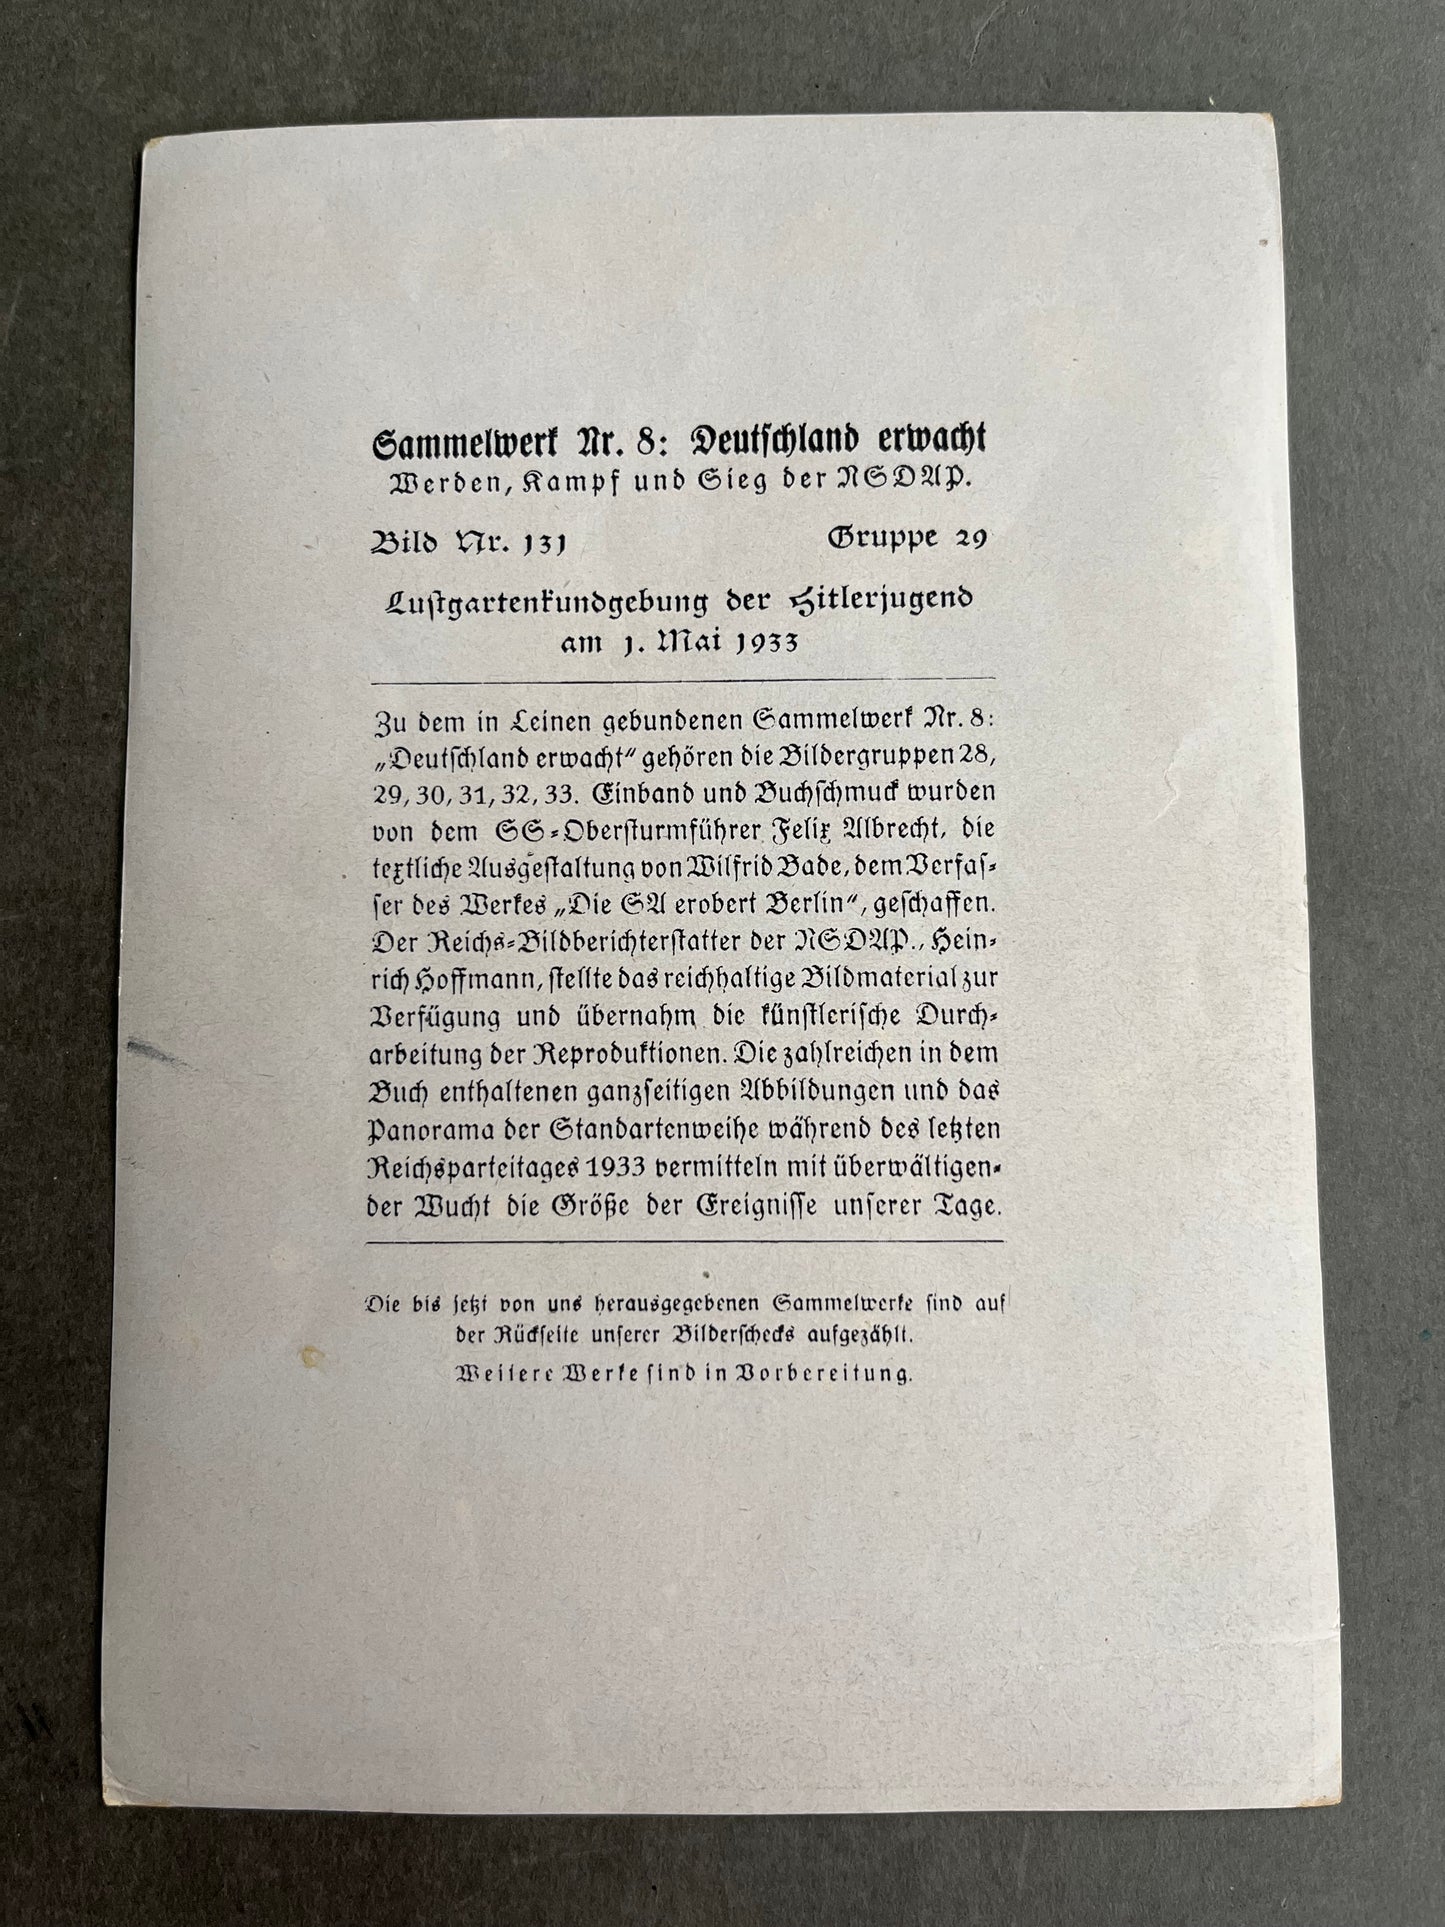 Sammelwerk Nr. 8: Deutschland erwacht
Werden, Kampf und Sieg der NSDAP.
Bild Nr. 131 Gruppe 29
Lustgartenkundgebung der Hitlerjugend
am 1. Mai 1933
Zu dem in Leinen gebundenen Sammelwerk Nr. 8:
„Deutschland erwacht“ gehören die Bildergruppen 28,
29, 30, 31, 32, 33. Einband und Buchschmuck wurden
von dem SS-Obersturmführer Felix Albrecht, die
textliche Ausgestaltung von Wilfrid Bade, dem Verfas-
ser des Werkes „Die SA erobert Berlin“, geschaffen.
Der Reichs-Bildberichterstatter der NSDAP., Hein-
rich Hoffmann, stellte das reichhaltige Bildmaterial zur
Verfügung und übernahm die künstlerische Durch-
arbeitung der Reproduktionen. Die zahlreichen in dem
Buch enthaltenen ganzseitigen Abbildungen und das
Panorama der Standartenweihe während des letzten
Reichsparteitages 1933 vermitteln mit überwältigen-
der Wucht die Größe der Ereignisse unserer Tage.
Die bis jetzt von uns herausgegebenen Sammelwerke sind auf
der Rückseite unserer Bilderschecks aufgezählt.
Weitere Werke sind in Vorbereitung.